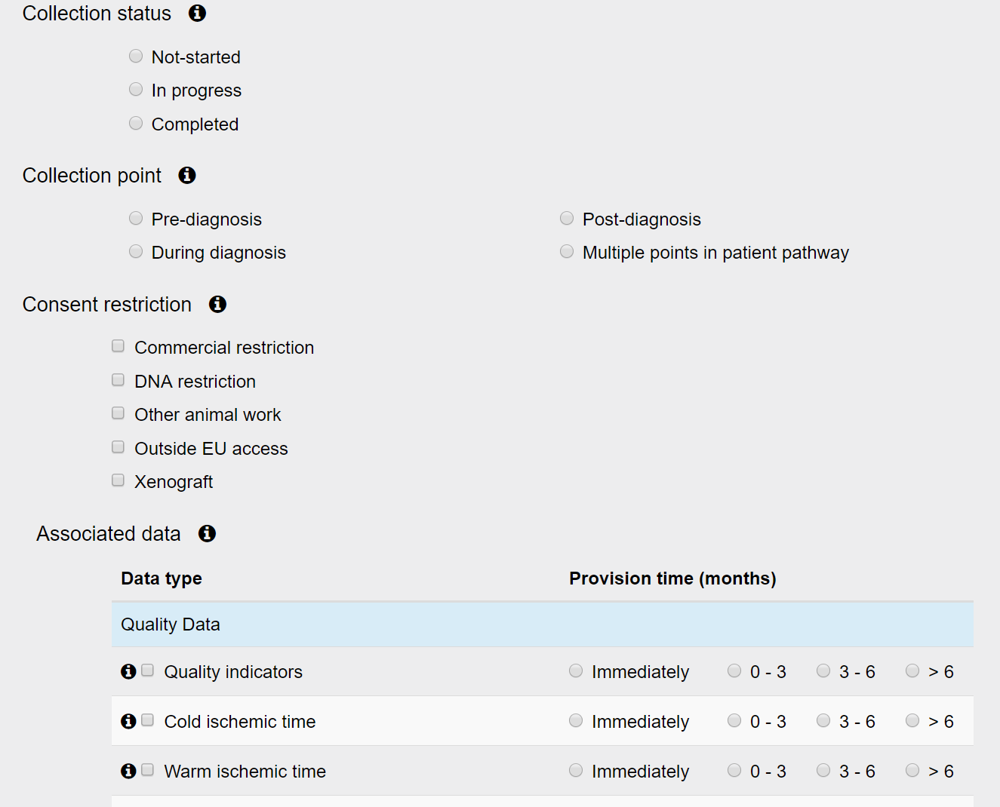 Collection status
Not-started
In progress
Completed
Collection point
Pre-diagnosis
Post-diagnosis
During diagnosis
Multiple points in patient pathway
Consent restriction
Commercial restriction
DNA restriction
Other animal work
Outside EU access
Xenograft
Associated data
Data type Provision time (months)
Quality Data
Quality indicators Immediately 0 - 3 3 - 6 > 6
Cold ischemic time Immediately 0 - 3 3 - 6 > 6
Warm ischemic time Immediately 0 - 3 3 - 6 > 6